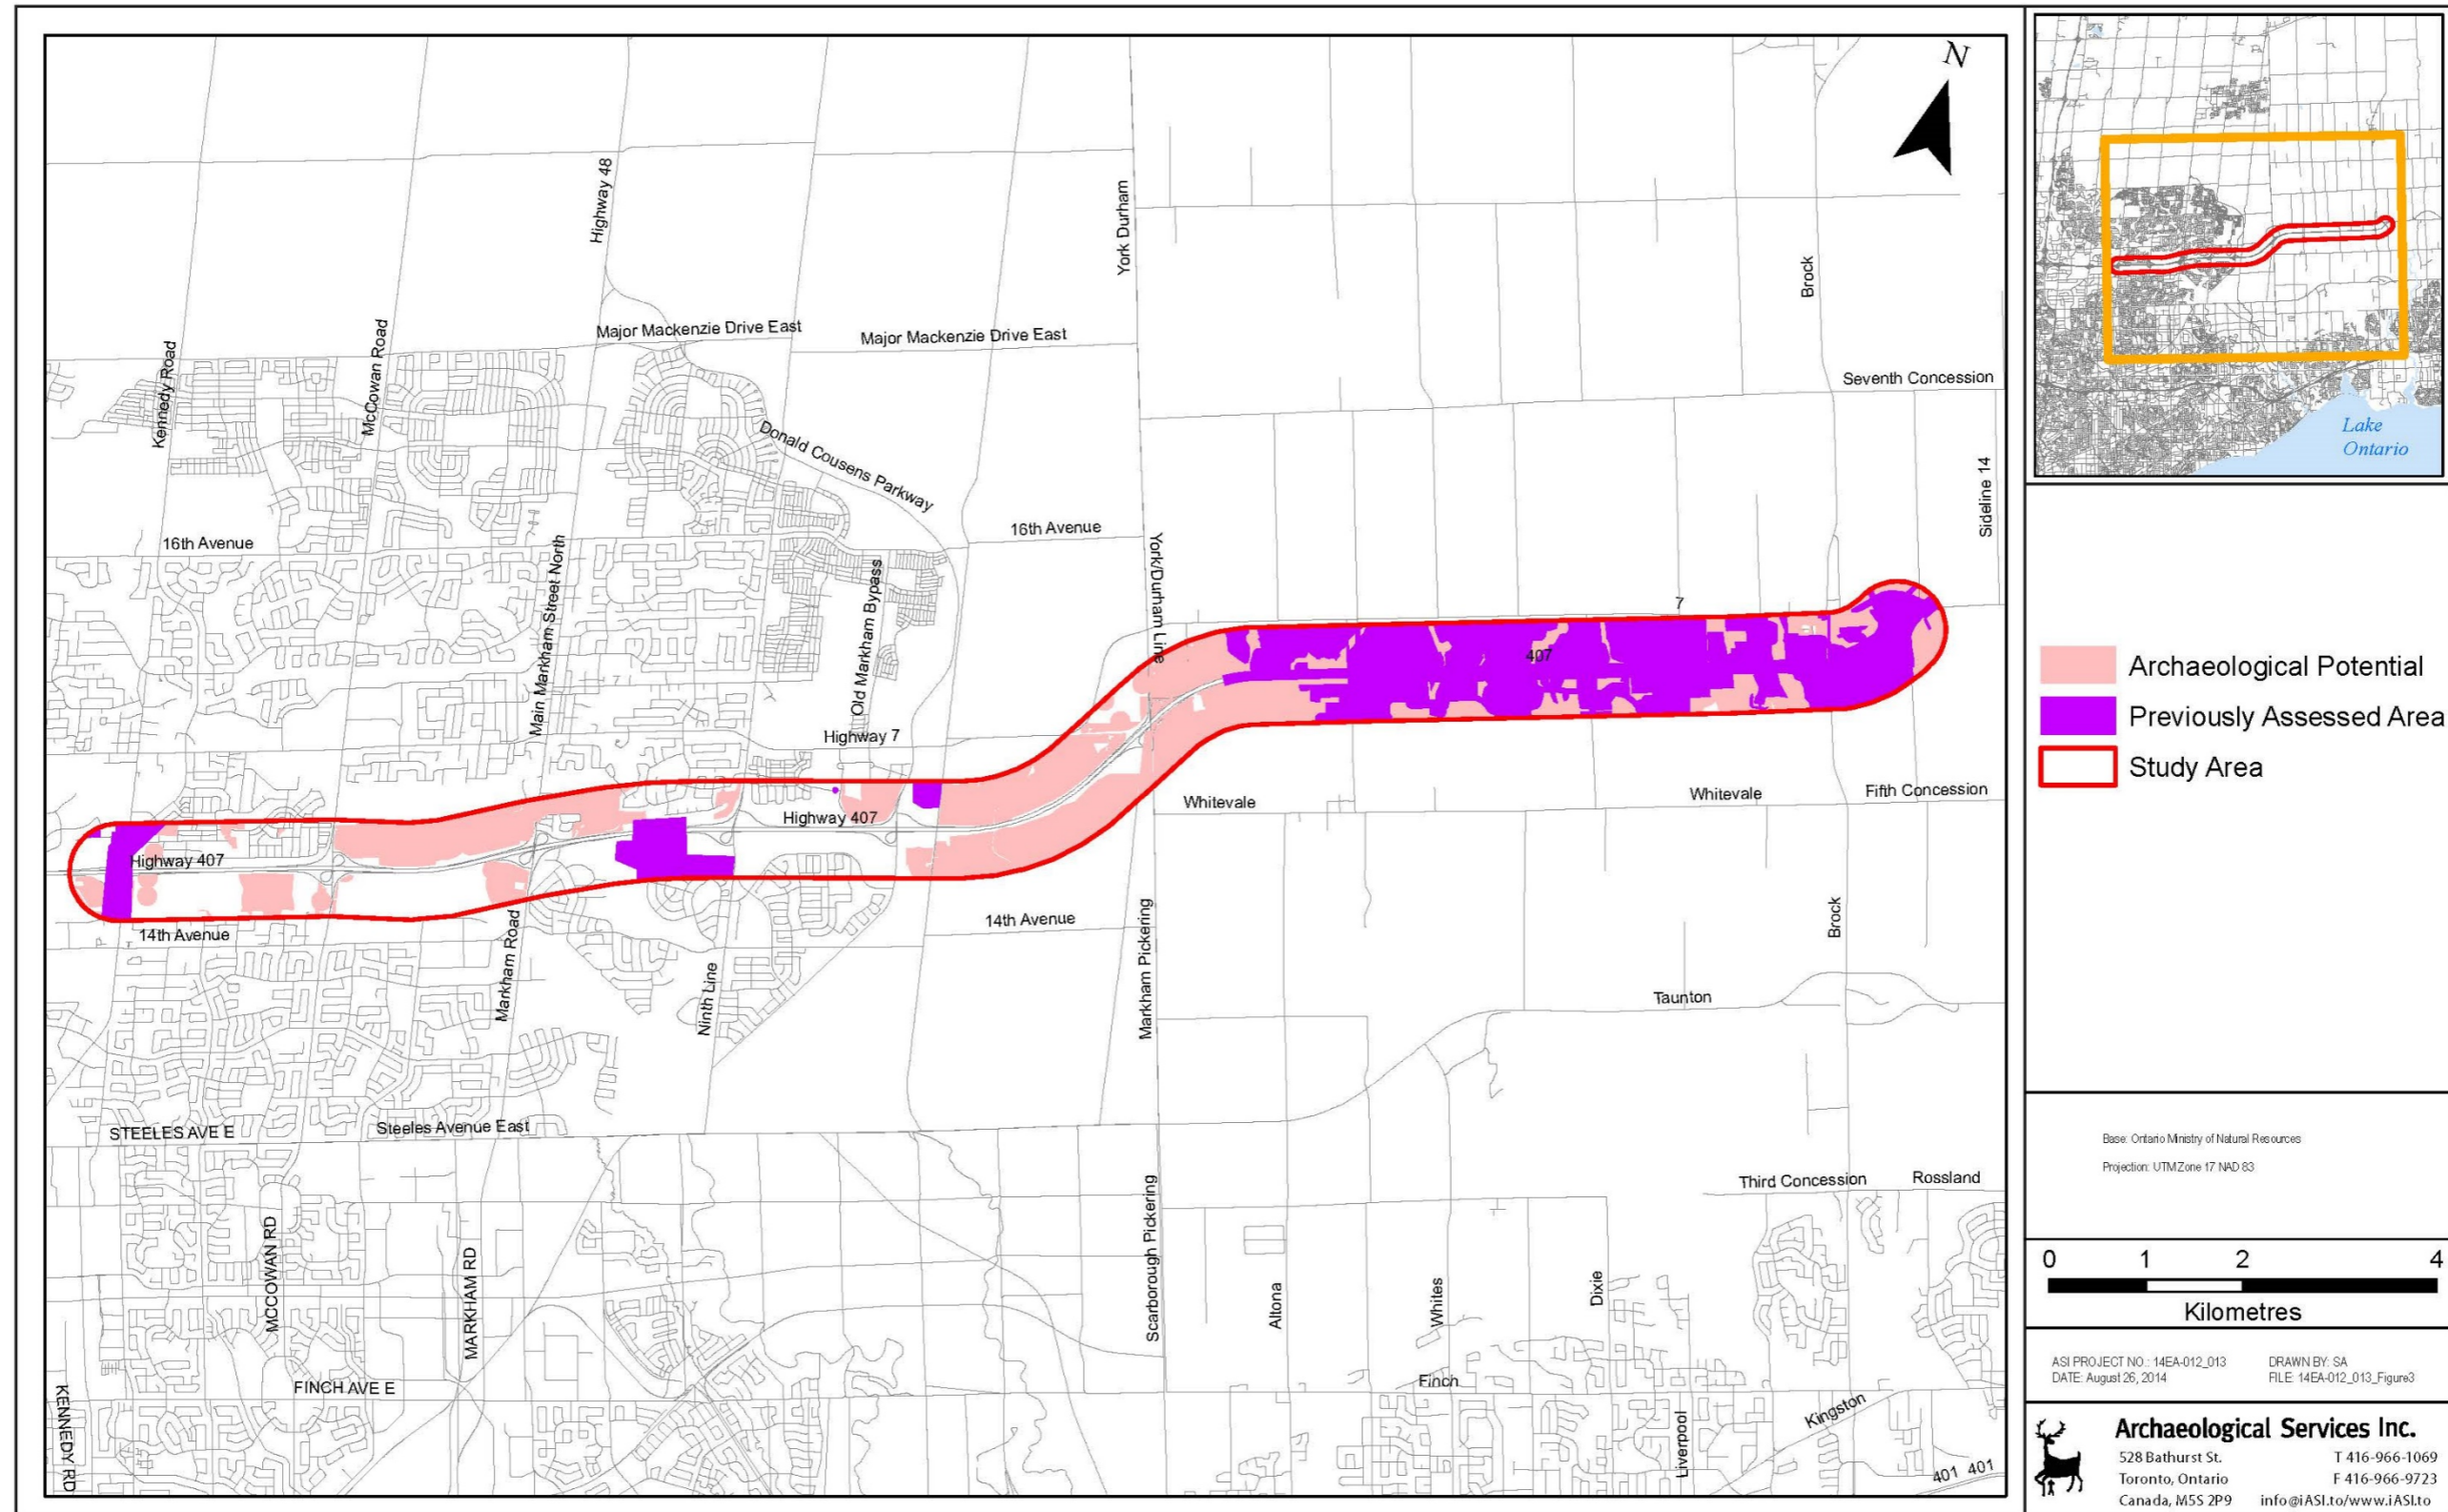 N
Highway 48
York Durham
Brock
Major Mackenzie Drive East
Major Mackenzie Drive East
Kennedy Road
McCowan Road
Seventh Concession
Donald Cousens Parkway
Sideline 14
16th Avenue
16th Avenue
Main Markham Street North
Old Markham Bypass
York/Durham Line
7
407
7
Highway 7
Highway 407
Highway 407
Whitevale
Whitevale
Fifth Concession
14th Avenue
14th Avenue
Markham Road
Ninth Line
Markham Pickering
Brock
Taunton
STEELES AVE E
Steeles Avenue East
Third Concession
Rossland
MCCOWAN RD
MARKHAM RD
Scarborough Pickering
Altona
Whites
Dixie
KENNEDY RD
FINCH AVE E
Finch
Liverpool
Kingston
401 401
Lake
Ontario
Archaeological Potential
Previously Assessed Area
Study Area
Base: Ontario Ministry of Natural Resources
Projection: UTM Zone 17 NAD 83
0 1 2 4
Kilometres
ASI PROJECT NO.: 14EA-012_013 DRAWN BY: SA
DATE: August 26, 2014 FILE: 14EA-012_013_Figure3
Archaeological Services Inc.
528 Bathurst St. T 416-966-1069
Toronto, Ontario F 416-966-9723
Canada, M5S 2P9 info@iASI.to/www.iASI.to